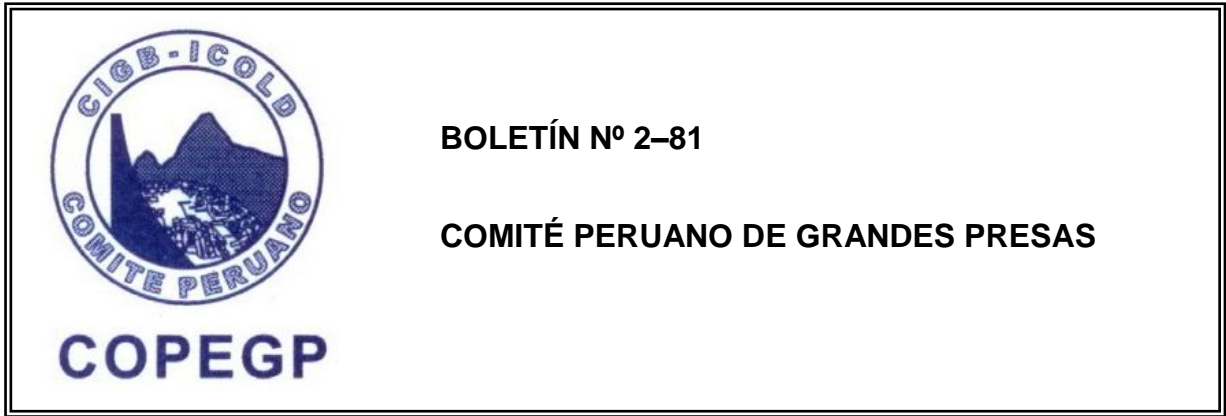 CIGB - ICOLD
COMITE PERUANO
COPEGP
BOLETÍN Nº 2–81
COMITÉ PERUANO DE GRANDES PRESAS